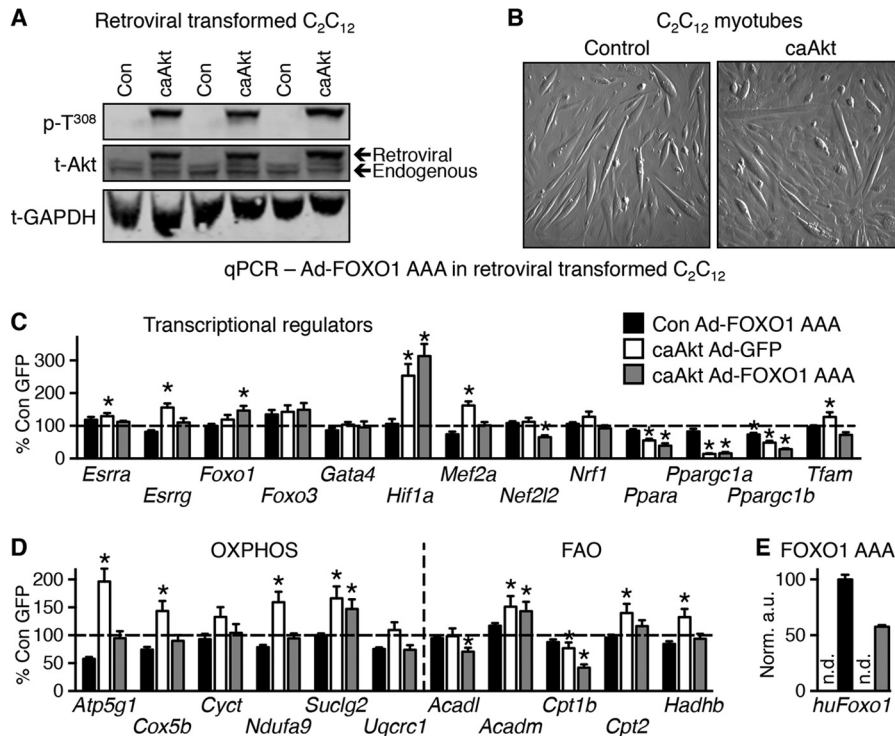 A
Retroviral transformed C₂C₁₂
Con caAkt Con caAkt Con caAkt
p-T³⁰⁸
t-Akt
Retroviral
Endogenous
t-GAPDH
B
C₂C₁₂ myotubes
Control caAkt
qPCR – Ad-FOXO1 AAA in retroviral transformed C₂C₁₂
C
Transcriptional regulators
Con Ad-FOXO1 AAA
caAkt Ad-GFP
caAkt Ad-FOXO1 AAA
% Con GFP
300
200
100
0
* * * * * * * * * * * * * * *
Esrra Foxo1 Gata4 Mef2a Nrf1 Ppargc1a Tfam
Esrrg Foxo3 Hif1a Nef2l2 Ppara Ppargc1b
D
OXPHOS FAO
% Con GFP
200
150
100
50
0
* * * * * * * * * * * *
Atp5g1 Cyct Suclg2 Acadl Cpt1b Hadhb
Cox5b Ndufa9 Uqcrc1 Acadm Cpt2
E
FOXO1 AAA
Norm. a.u.
100
50
0
n.d. n.d.
huFoxo1